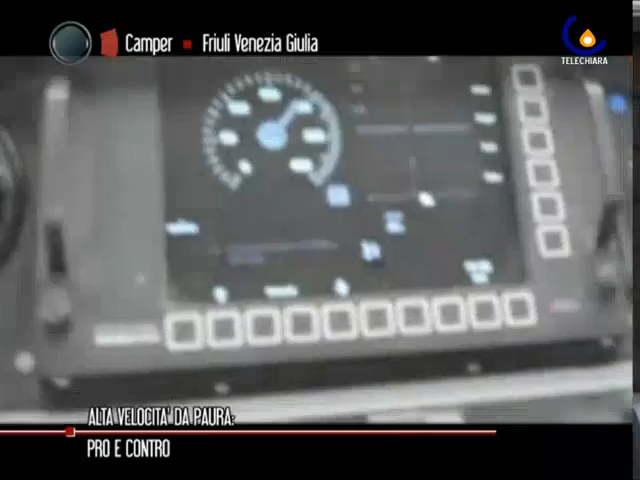 Camper ▪ Friuli Venezia Giulia
TELECHIARA
ALTA VELOCITA' DA PAURA:
PRO E CONTRO